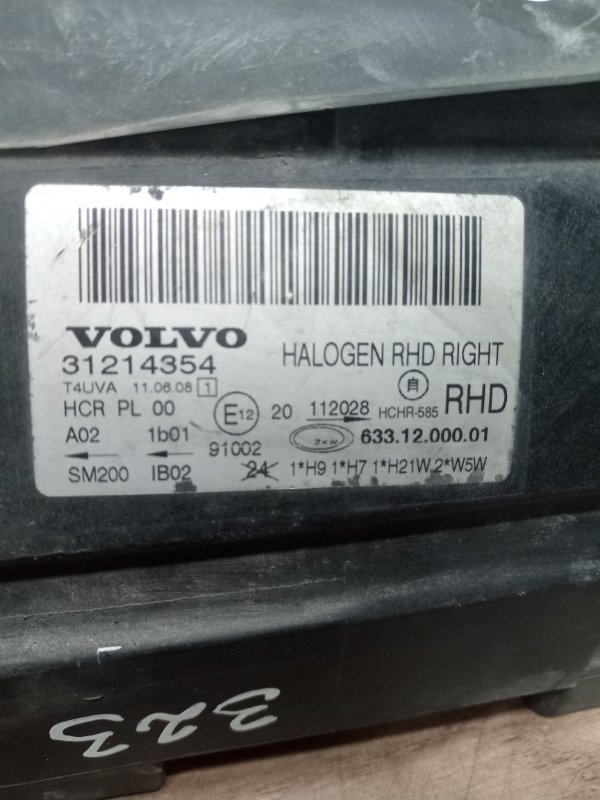 VOLVO
31214354
HALOGEN RHD RIGHT
T4UVA 11.06.08 1
自
HCR PL 00
E12 20 112028 HCHR-585 RHD
A02 1b01 91002 ZKW 633.12.000.01
SM200 IB02 24 1*H9 1*H7 1*H21W 2*W5W
323